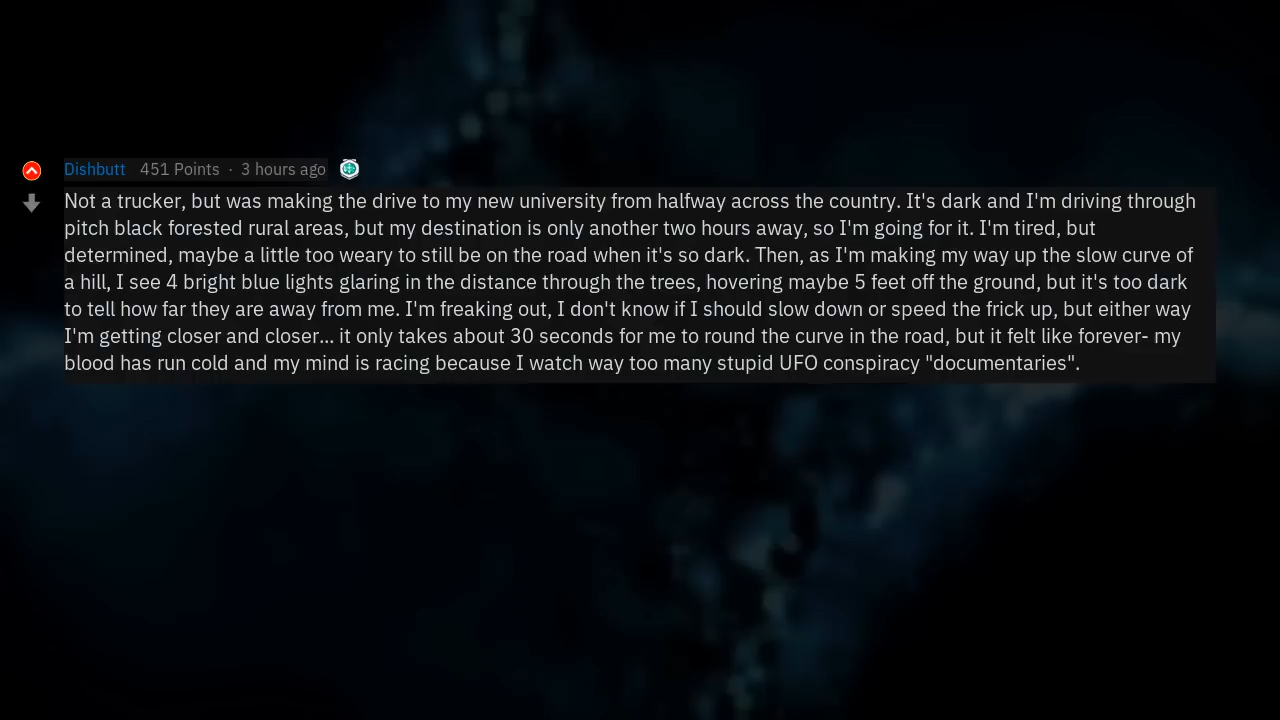 Dishbutt 451 Points · 3 hours ago
Not a trucker, but was making the drive to my new university from halfway across the country. It's dark and I'm driving through
pitch black forested rural areas, but my destination is only another two hours away, so I'm going for it. I'm tired, but
determined, maybe a little too weary to still be on the road when it's so dark. Then, as I'm making my way up the slow curve of
a hill, I see 4 bright blue lights glaring in the distance through the trees, hovering maybe 5 feet off the ground, but it's too dark
to tell how far they are away from me. I'm freaking out, I don't know if I should slow down or speed the frick up, but either way
I'm getting closer and closer... it only takes about 30 seconds for me to round the curve in the road, but it felt like forever- my
blood has run cold and my mind is racing because I watch way too many stupid UFO conspiracy "documentaries".